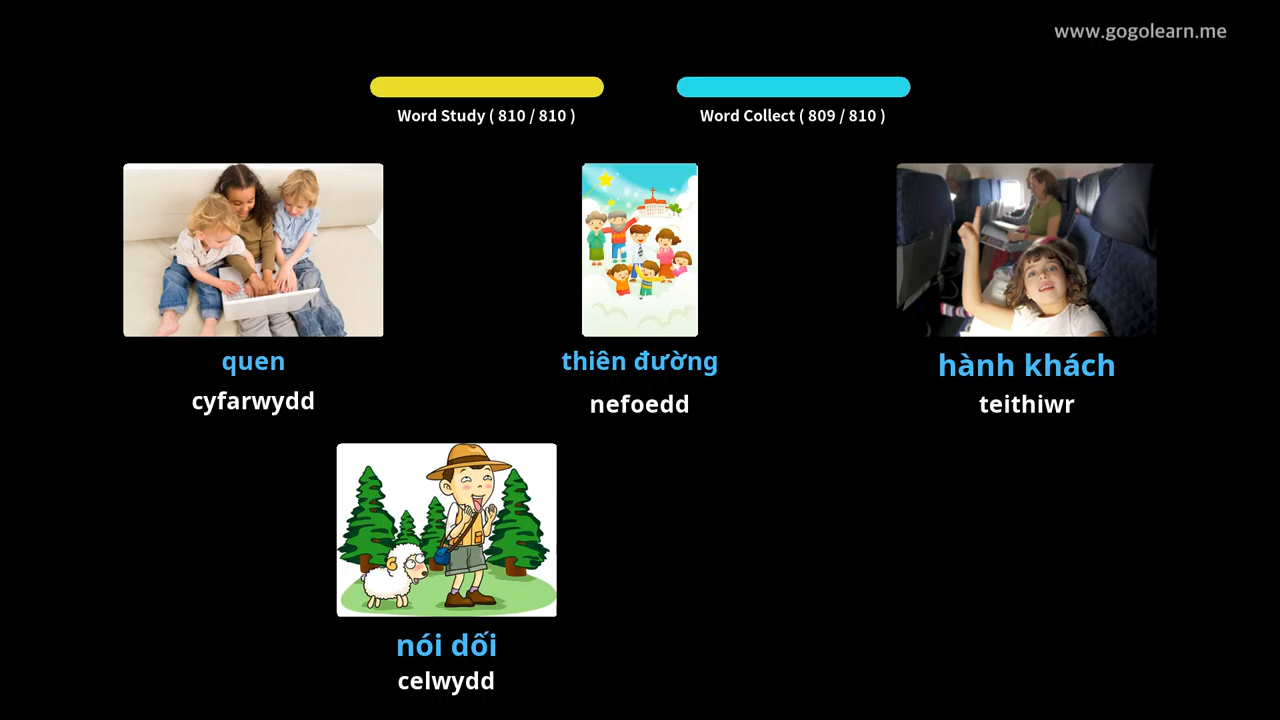 www.gogolearn.me
Word Study ( 810 / 810 )
Word Collect ( 809 / 810 )
quen
cyfarwydd
thiên đường
nefoedd
hành khách
teithiwr
nói dối
celwydd